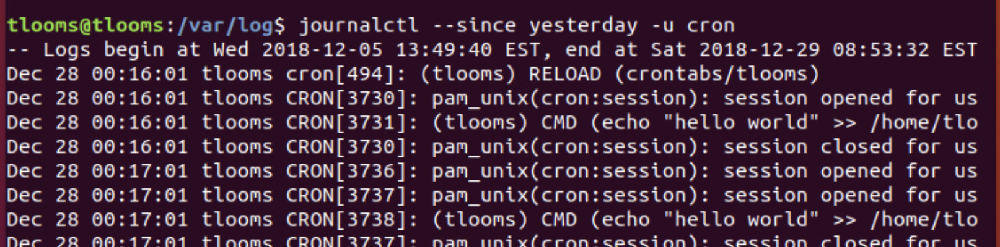 tlooms@tlooms:/var/log$ journalctl --since yesterday -u cron
-- Logs begin at Wed 2018-12-05 13:49:40 EST, end at Sat 2018-12-29 08:53:32 EST
Dec 28 00:16:01 tlooms cron[494]: (tlooms) RELOAD (crontabs/tlooms)
Dec 28 00:16:01 tlooms CRON[3730]: pam_unix(cron:session): session opened for us
Dec 28 00:16:01 tlooms CRON[3731]: (tlooms) CMD (echo "hello world" >> /home/tlo
Dec 28 00:16:01 tlooms CRON[3730]: pam_unix(cron:session): session closed for us
Dec 28 00:17:01 tlooms CRON[3736]: pam_unix(cron:session): session opened for us
Dec 28 00:17:01 tlooms CRON[3737]: pam_unix(cron:session): session opened for us
Dec 28 00:17:01 tlooms CRON[3738]: (tlooms) CMD (echo "hello world" >> /home/tlo
Dec 28 00:17:01 tlooms CRON[3737]: pam_unix(cron:session): session closed for us